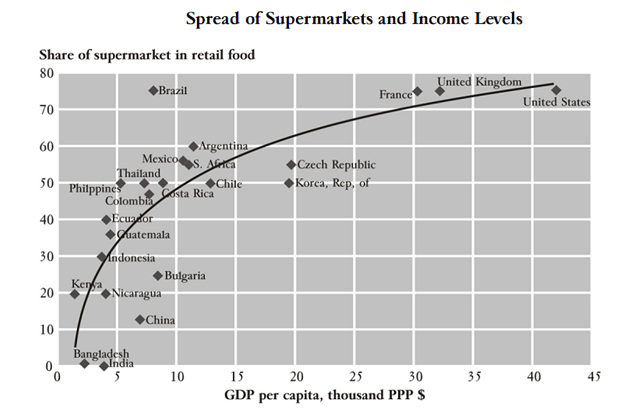 Spread of Supermarkets and Income Levels
Share of supermarket in retail food
80
70
60
50
40
30
20
10
0
Brazil
France
United Kingdom
United States
Argentina
Mexico
S. Africa
Czech Republic
Thailand
Philppines
Costa Rica
Chile
Korea, Rep, of
Colombia
Ecuador
Guatemala
Indonesia
Bulgaria
Kenya
Nicaragua
China
Bangladesh
India
0 5 10 15 20 25 30 35 40 45
GDP per capita, thousand PPP $